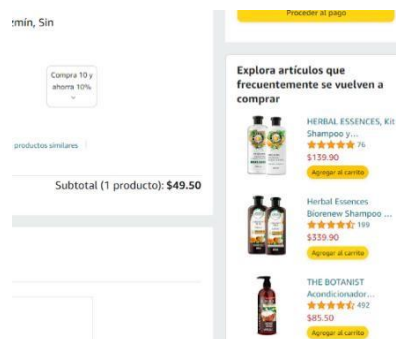 zmín, Sin
Compra 10 y
ahorra 10%
productos similares
Subtotal (1 producto): $49.50
Proceder al pago
Explora artículos que
frecuentemente se vuelven a
comprar
HERBAL ESSENCES, Kit
Shampoo y...
76
$139.90
Agregar al carrito
Herbal Essences
Biorenew Shampoo ...
199
$339.90
Agregar al carrito
THE BOTANIST
Acondicionador...
492
$85.50
Agregar al carrito